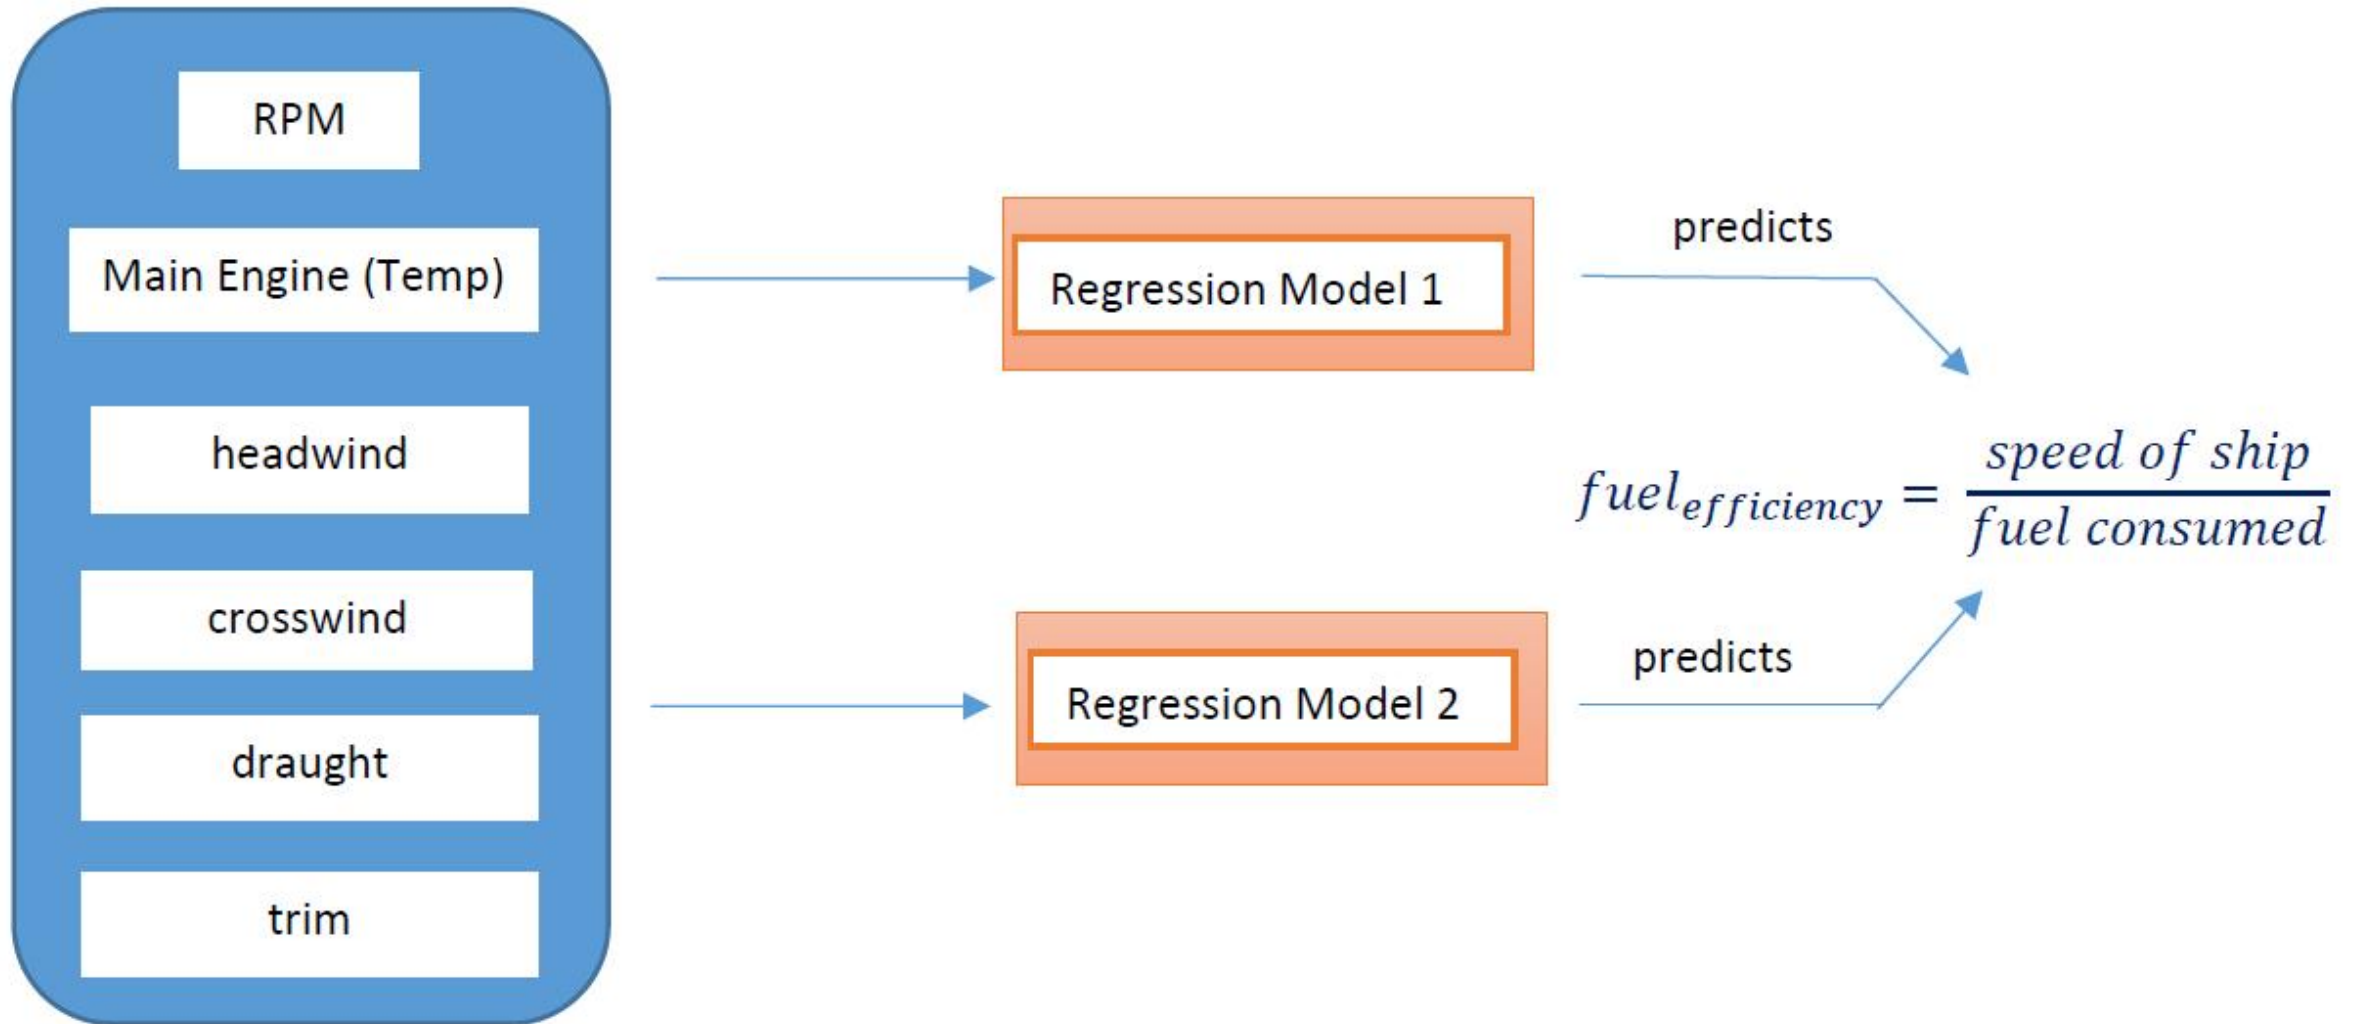 RPM
Main Engine (Temp)
headwind
crosswind
draught
trim
Regression Model 1
Regression Model 2
predicts
fuel_efficiency = speed of ship / fuel consumed
predicts